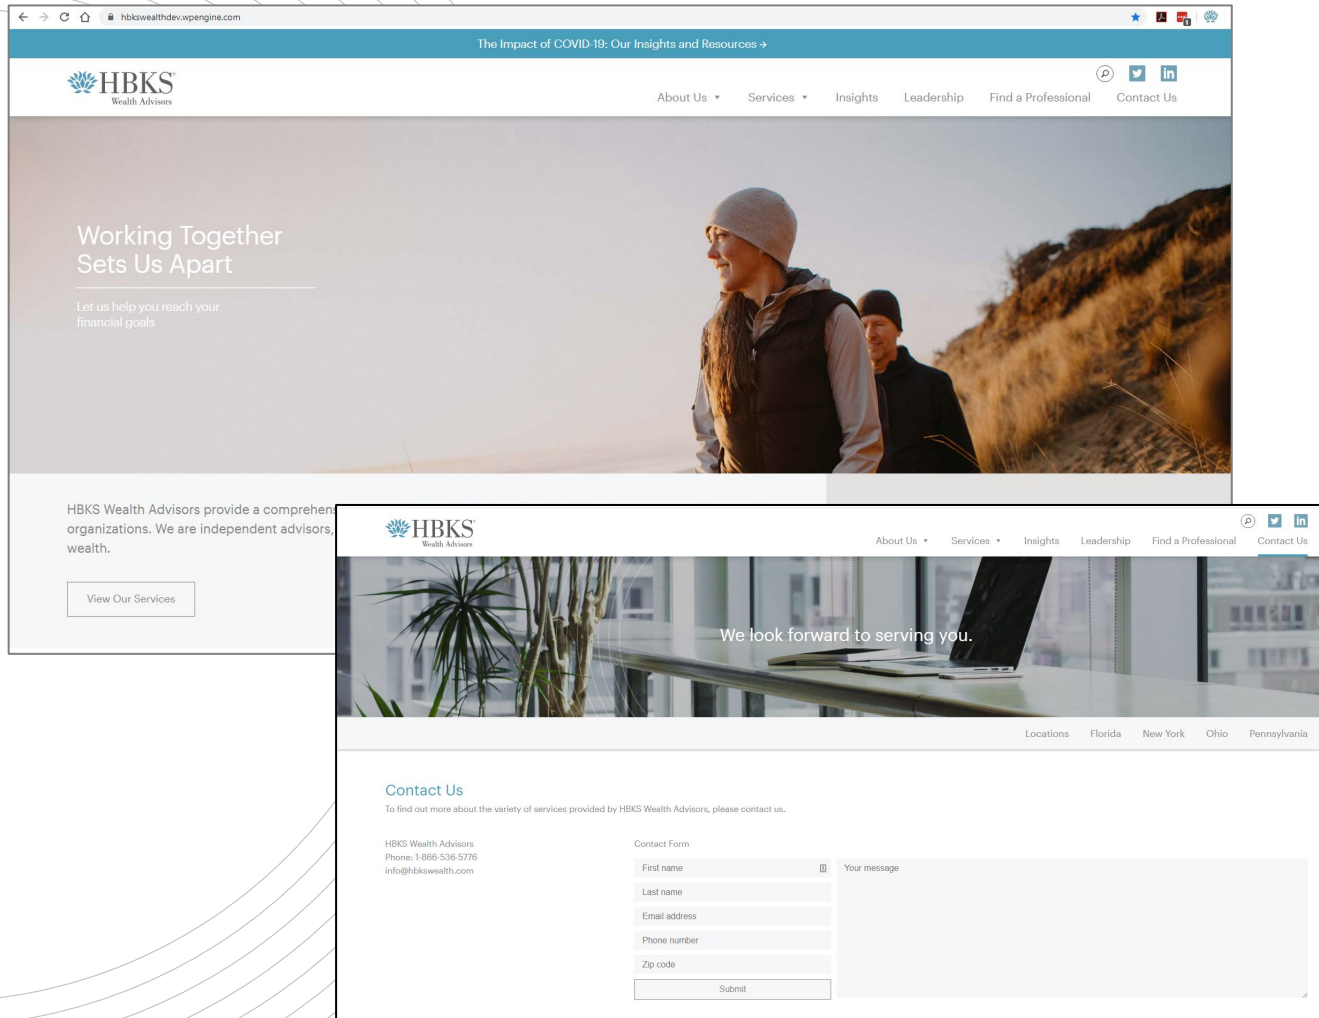 hbkswealthdev.wpengine.com
The Impact of COVID-19: Our Insights and Resources →
HBKS®
Wealth Advisors
About Us ▾ Services ▾ Insights Leadership Find a Professional Contact Us
Working Together
Sets Us Apart
Let us help you reach your
financial goals
HBKS Wealth Advisors provide a
organizations. We are independent advisors,
wealth.
View Our Services
HBKS®
Wealth Advisors
About Us ▾ Services ▾ Insights Leadership Find a Professional Contact Us
We look forward to serving you.
Locations Florida New York Ohio Pennsylvania
Contact Us
To find out more about the variety of services provided by HBKS Wealth Advisors, please contact us.
HBKS Wealth Advisors
Phone: 1-866-536-5776
info@hbkswealth.com
Contact Form
First name
Last name
Email address
Phone number
Zip code
Submit
Your message